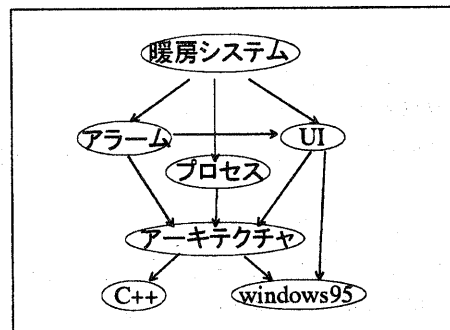 暖房システム
アラーム
UI
プロセス
アーキテクチャ
C++
windows95